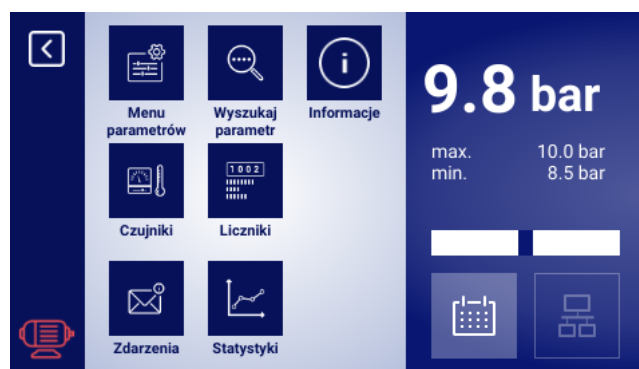 Menu
parametrów
Wyszukaj
parametr
Informacje
1002
Czujniki
Liczniki
Zdarzenia
Statystyki
9.8 bar
max. 10.0 bar
min. 8.5 bar